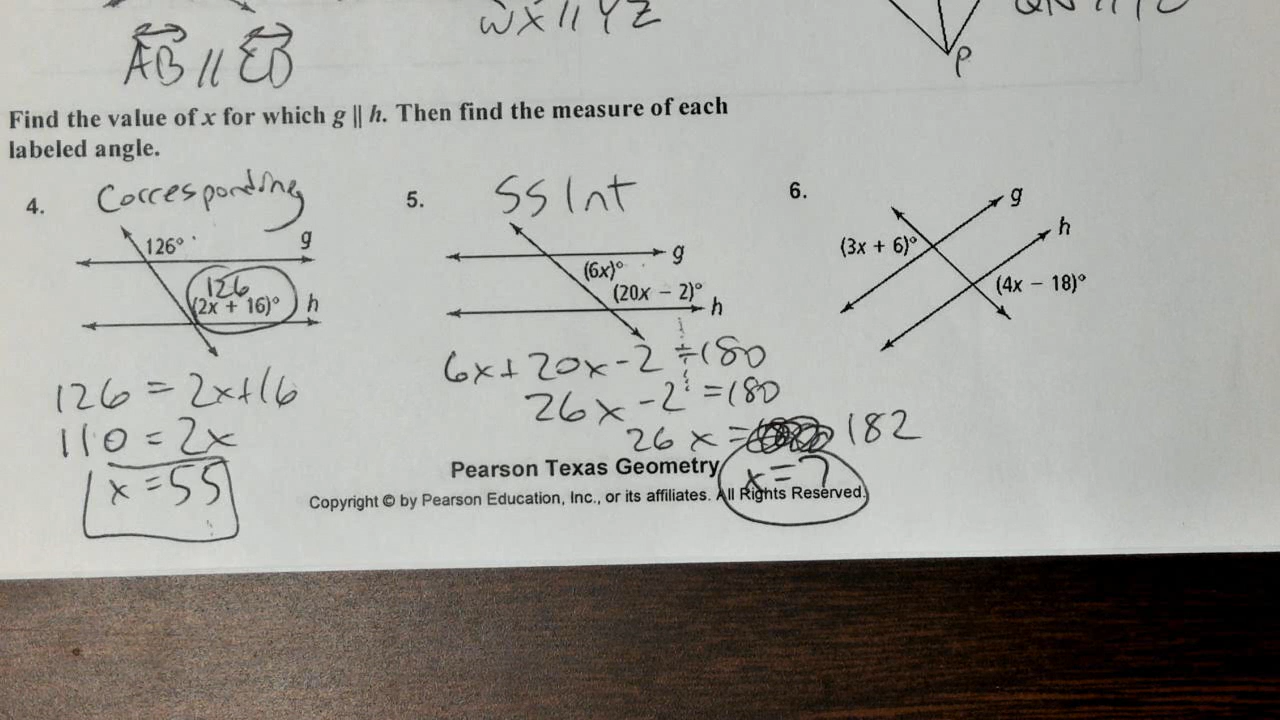 AB // ED
WX // YZ
P
Find the value of x for which g || h. Then find the measure of each
labeled angle.
4.
Corresponding
126°
g
126
(2x + 16)°
h
126 = 2x+16
110 = 2x
x = 55
5.
SS Int
g
(6x)°
(20x − 2)°
h
6x + 20x - 2 = 180
26x - 2 = 180
26x = 182
x = 7
6.
g
h
(3x + 6)°
(4x − 18)°
Pearson Texas Geometry
Copyright © by Pearson Education, Inc., or its affiliates. All Rights Reserved.